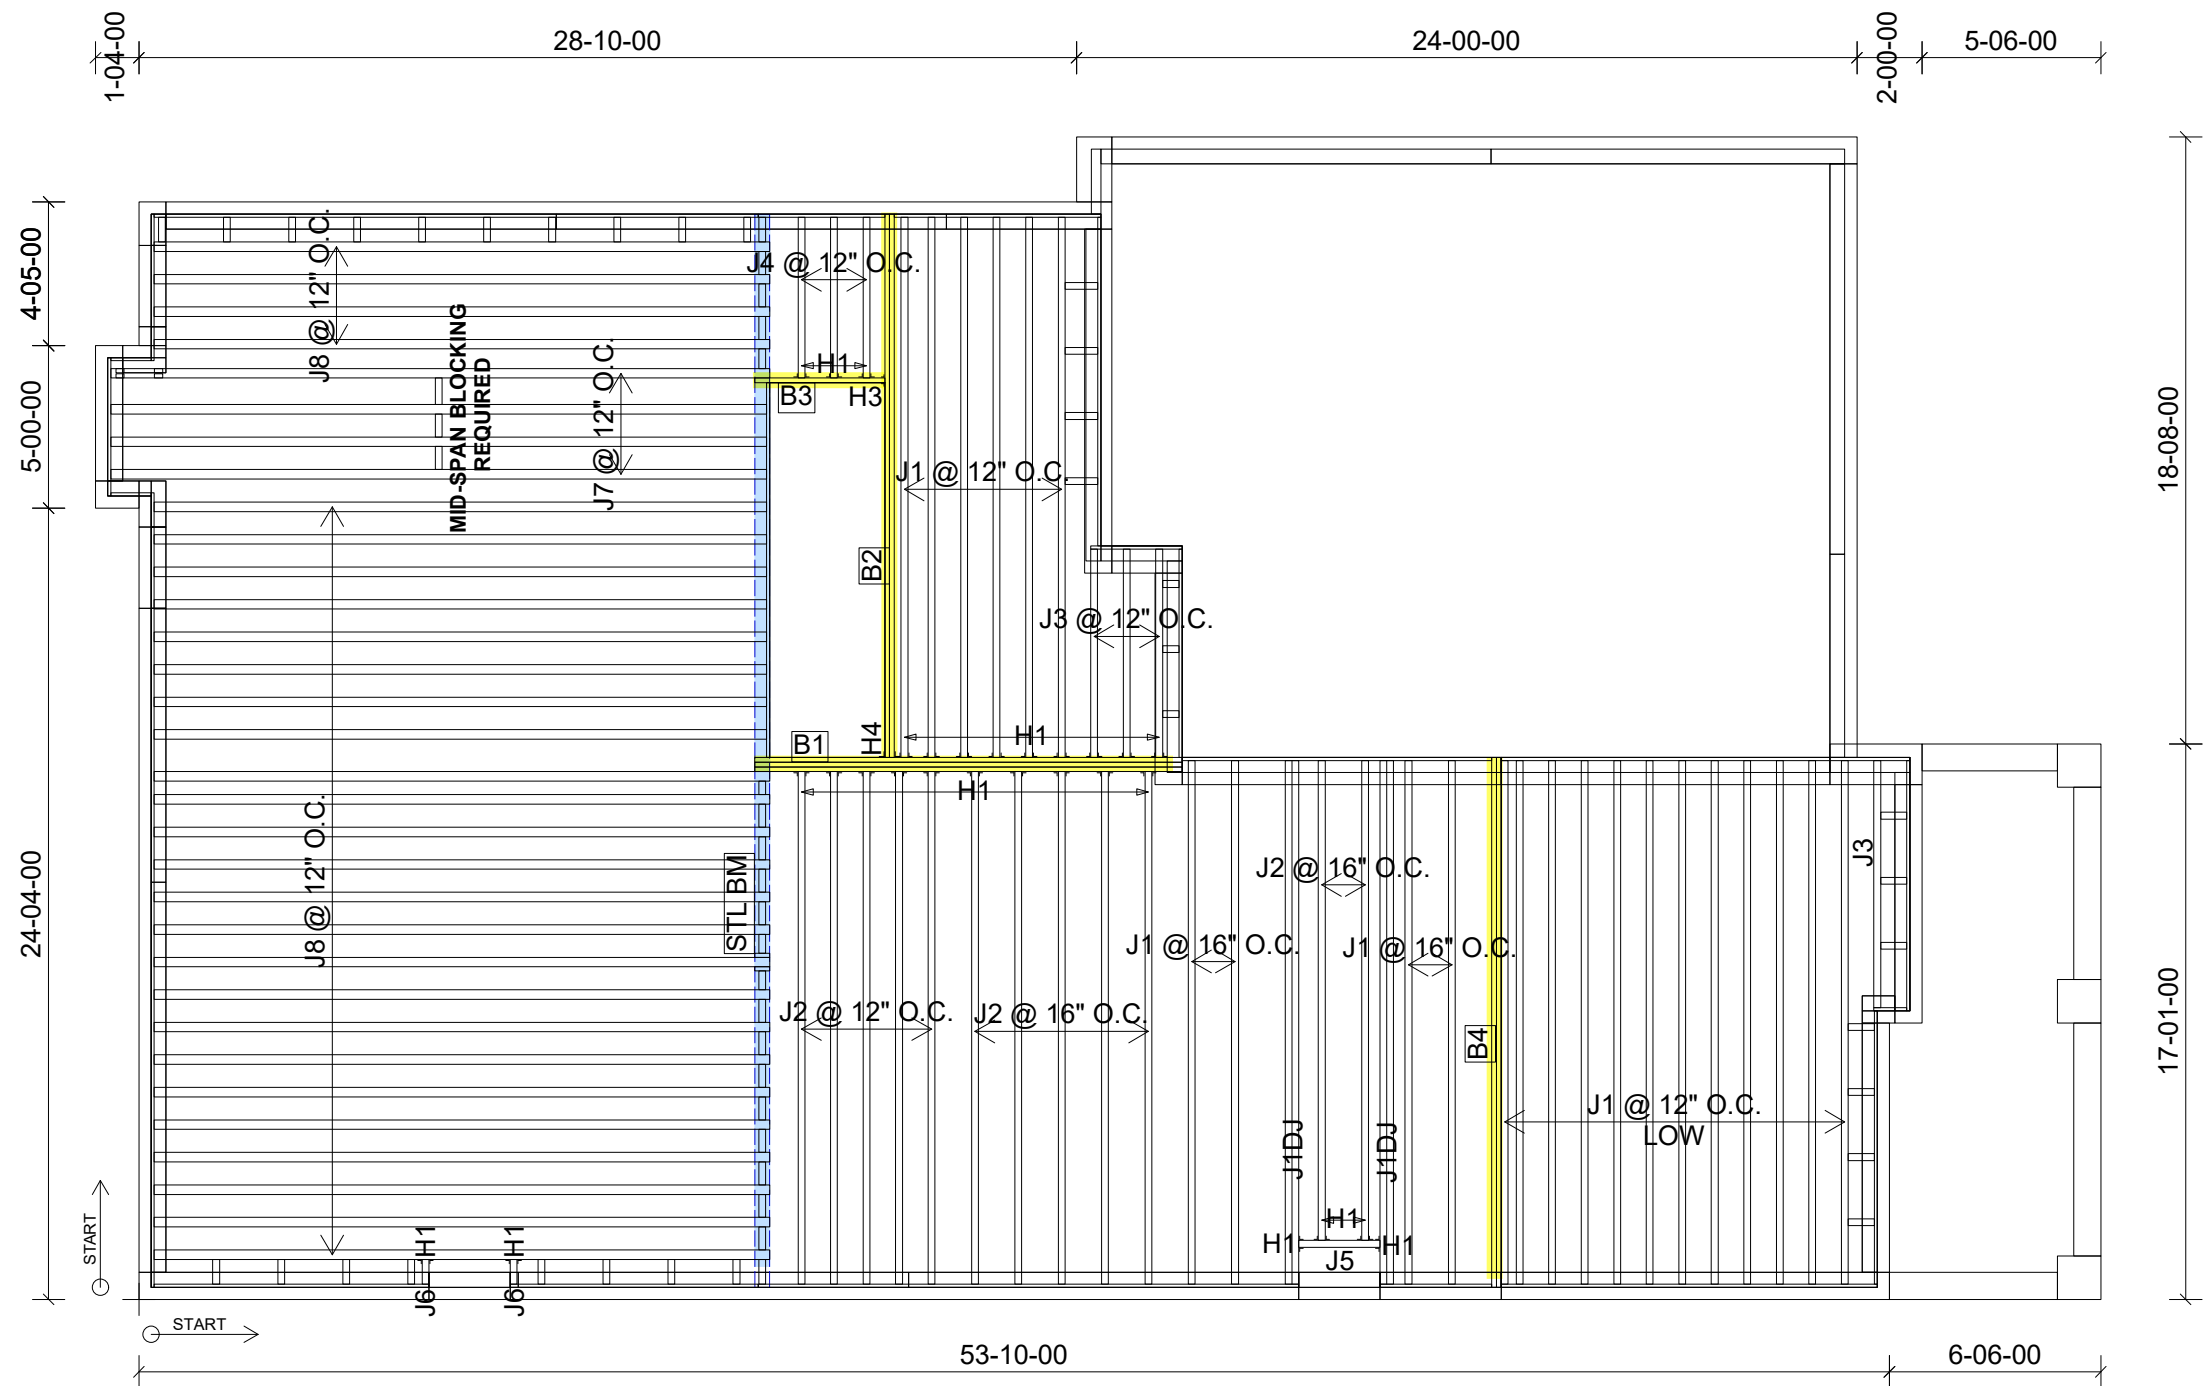 1-04-00
28-10-00
24-00-00
2-00-00
5-06-00
4-05-00
5-00-00
24-04-00
18-08-00
17-01-00
J8 @ 12" O.C.
MID-SPAN BLOCKING
REQUIRED
J7 @ 12" O.C.
J4 @ 12" O.C.
H1
B3
H3
J1 @ 12" O.C.
B2
J3 @ 12" O.C.
B1
H4
H1
H1
J8 @ 12" O.C.
STL BM
J2 @ 16" O.C.
J3
J1 @ 16" O.C.
J1 @ 16" O.C.
J2 @ 12" O.C.
J2 @ 16" O.C.
B4
J1 @ 12" O.C.
LOW
J1DJ
J1DJ
H1
H1
H1
J5
H1
H1
J6
J6
START
START
53-10-00
6-06-00